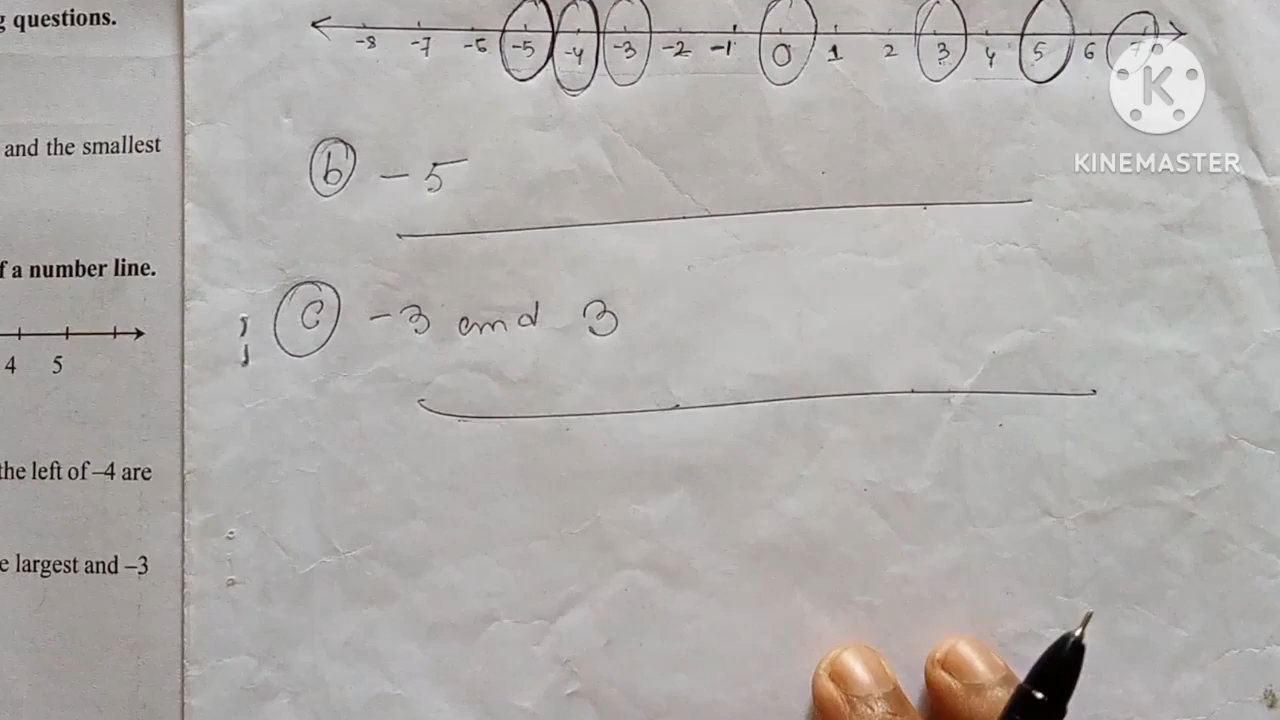 g questions.
-8 -7 -6 -5 -4 -3 -2 -1 0 1 2 3 4 5 6 7
KINEMASTER
and the smallest
b -5
f a number line.
c -3 and 3
4 5
the left of –4 are
e largest and –3